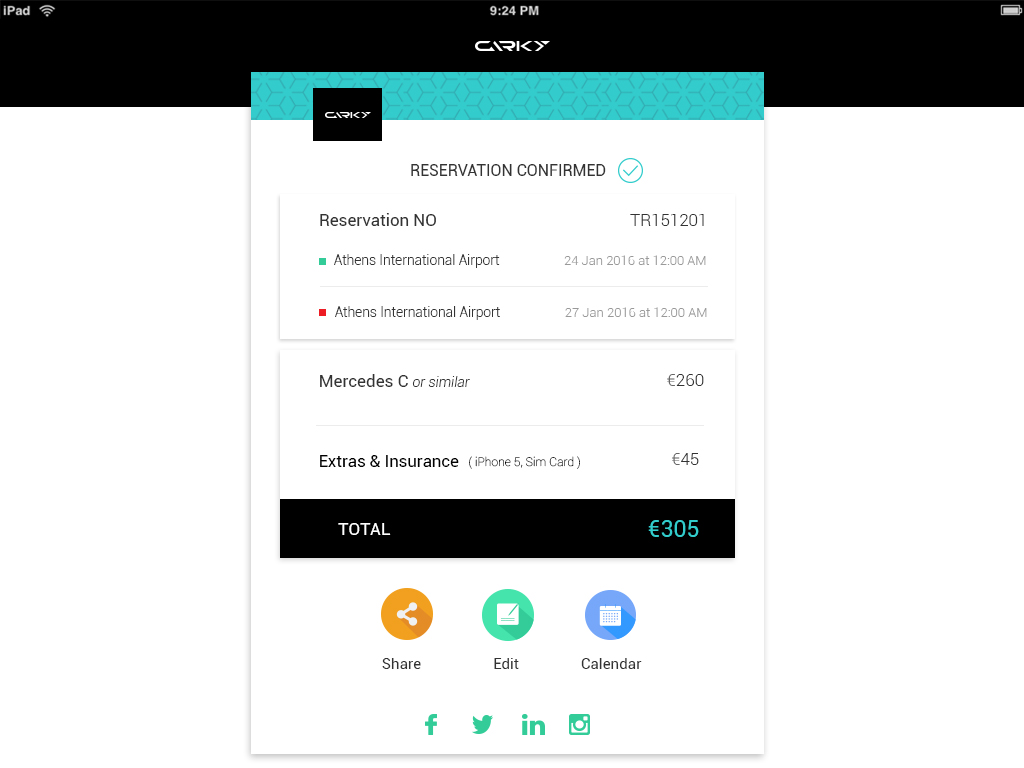 iPad 9:24 PM
CARKY
CARKY
RESERVATION CONFIRMED
Reservation NO TR151201
Athens International Airport 24 Jan 2016 at 12:00 AM
Athens International Airport 27 Jan 2016 at 12:00 AM
Mercedes C or similar €260
Extras & Insurance ( iPhone 5, Sim Card ) €45
TOTAL €305
Share Edit Calendar